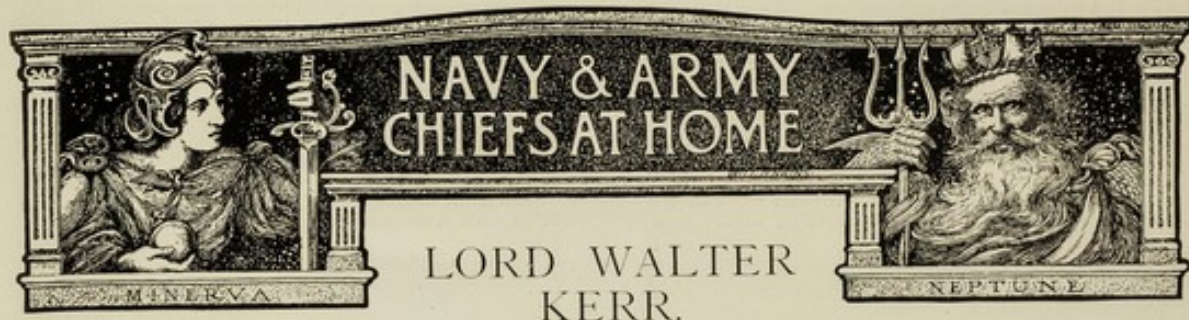 NAVY & ARMY
CHIEFS AT HOME
MINERVA
NEPTUNE
LORD WALTER
KERR.